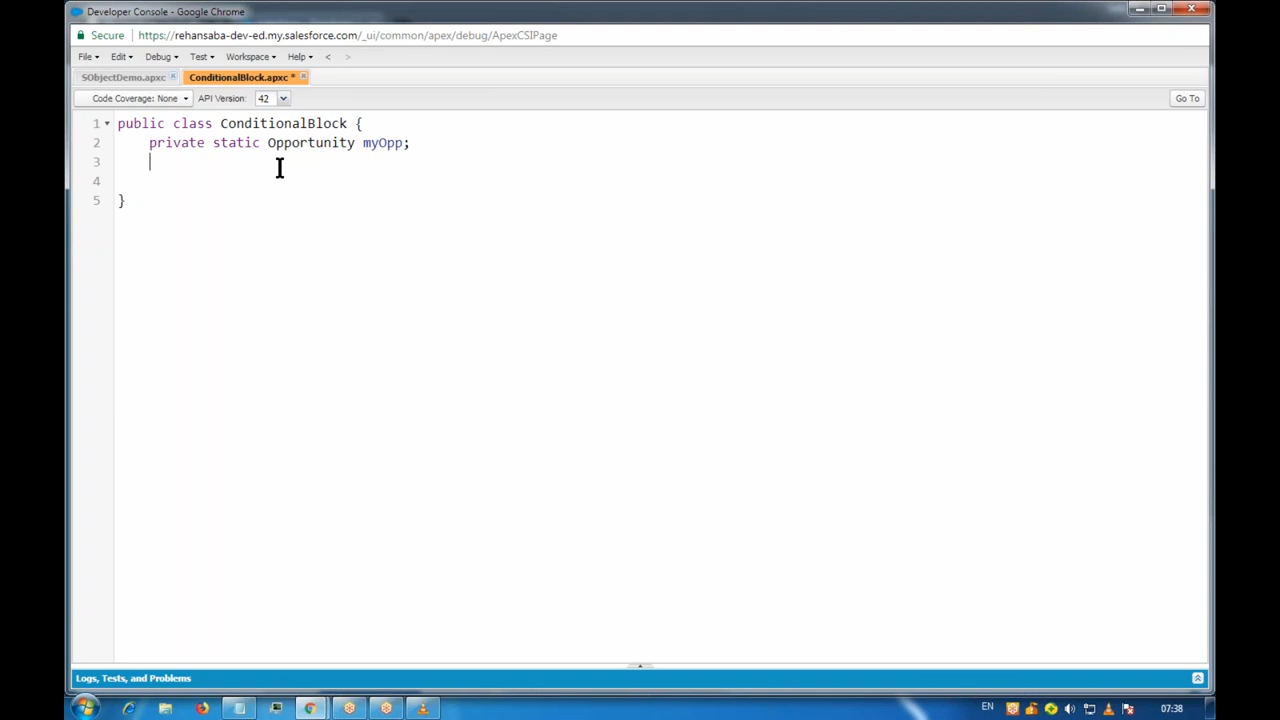 Developer Console - Google Chrome
Secure https://rehansaba-dev-ed.my.salesforce.com/_ui/common/apex/debug/ApexCSIPage
File Edit Debug Test Workspace Help < >
SObjectDemo.apxc ConditionalBlock.apxc *
Code Coverage: None API Version: 42 Go To
1 public class ConditionalBlock {
2 private static Opportunity myOpp;
3
4
5 }
Logs, Tests, and Problems
EN 07:38